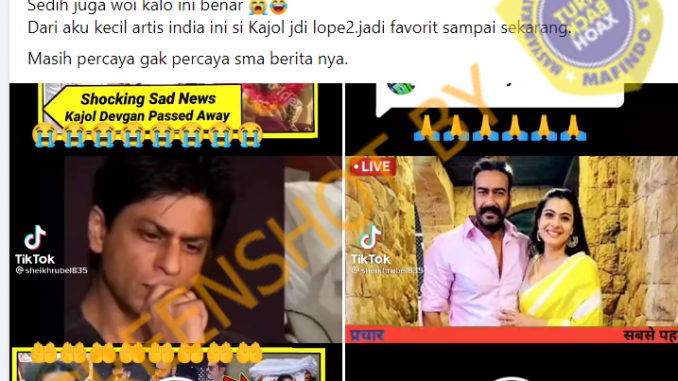 Sedih juga woi kalo ini benar 😭😂
Dari aku kecil artis india ini si Kajol jdi lope2.jadi favorit sampai sekarang.
Masih percaya gak percaya sma berita nya.
TURN BACK HOAX
MAFINDO
Shocking Sad News
Kajol Devgan Passed Away
😭😭😭😭😭😭😭😭
🙏🙏🙏🙏🙏🙏
LIVE
TikTok
@sheikhrubel835
TikTok
@sheikhrubel835
SCREENSHOT BY
प्रचार
सबसे पह